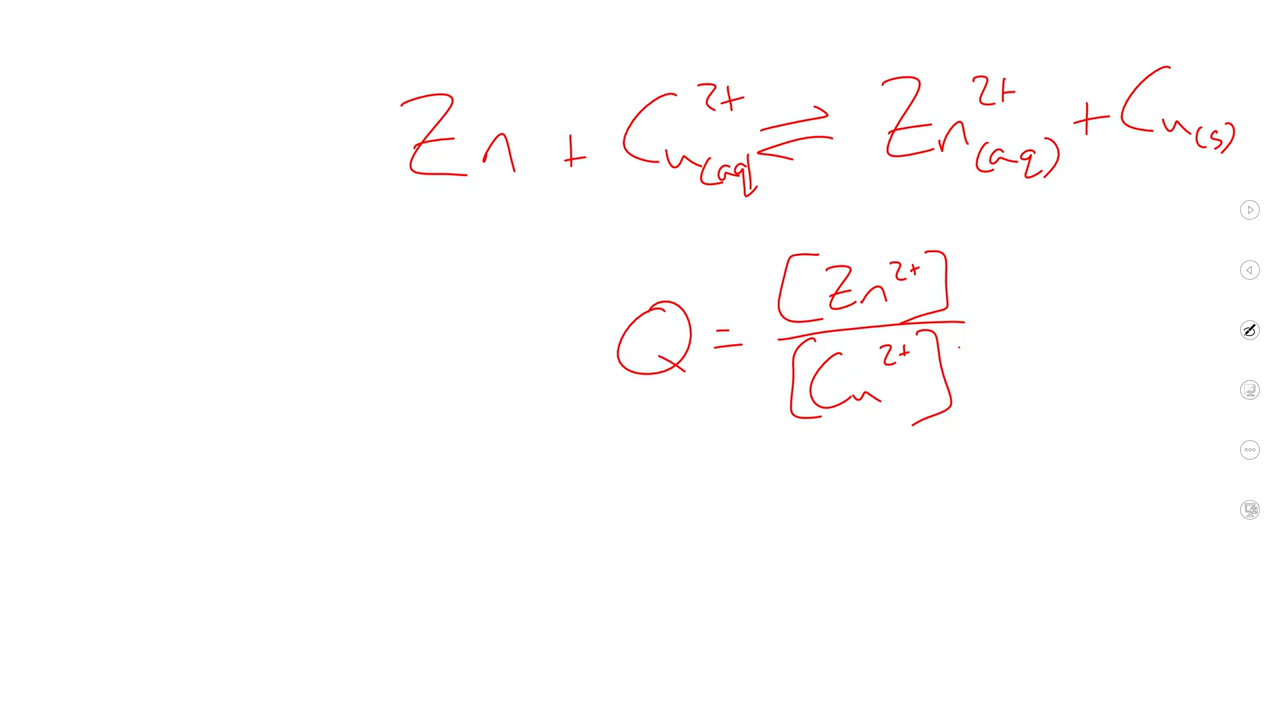 Zn + Cu²⁺(aq) ⇌ Zn²⁺(aq) + Cu(s)
Q = [Zn²⁺] / [Cu²⁺]